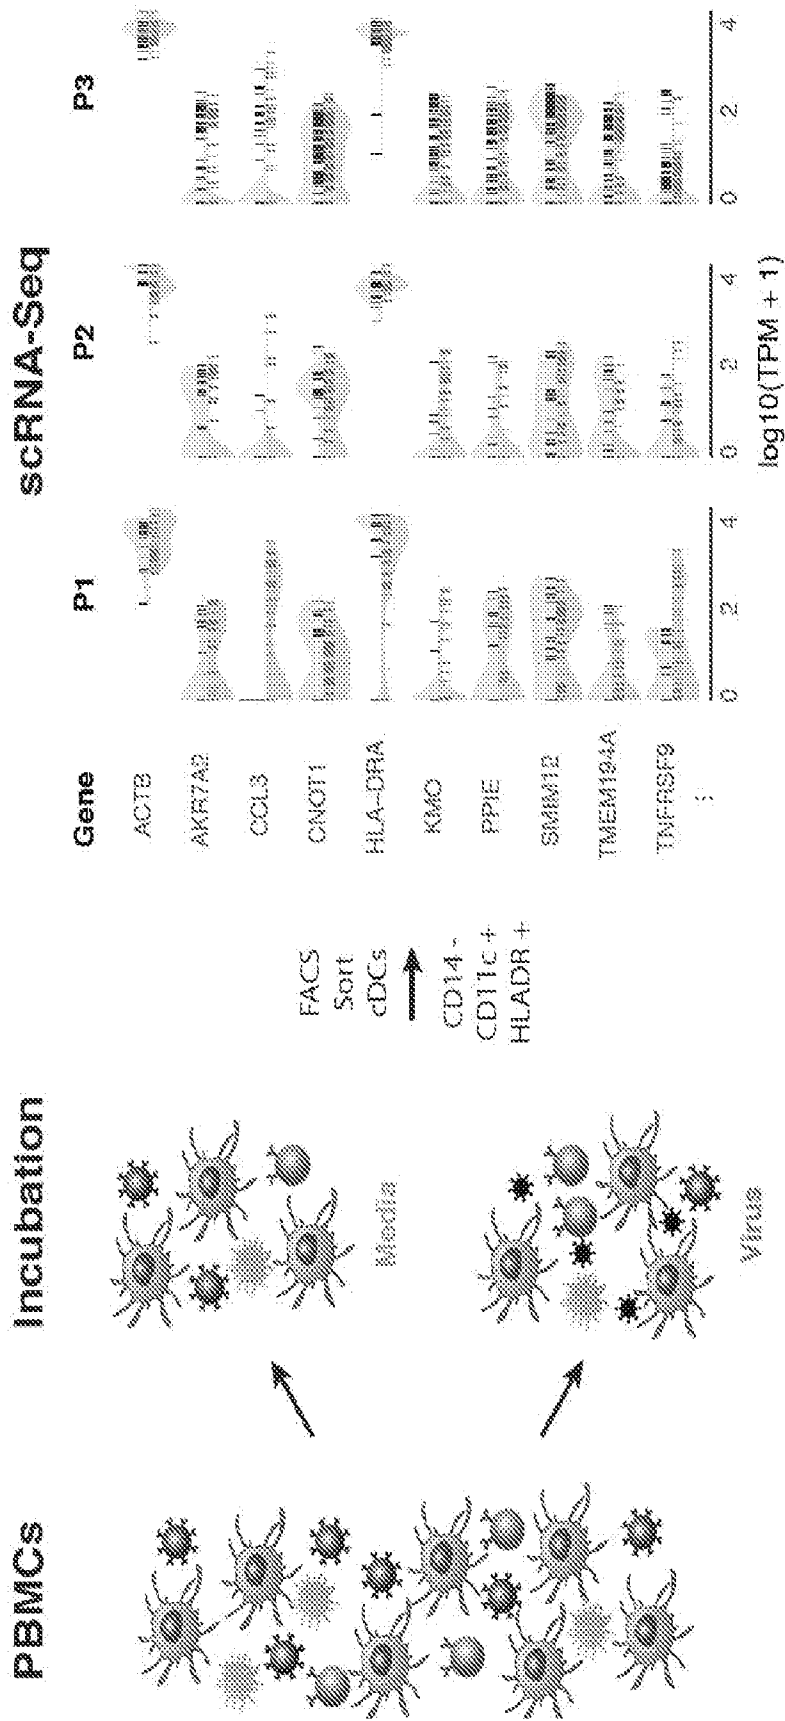 PBMCs
Incubation
Media
Virus
FACS
Sort
cDCs
CD14 -
CD11c +
HLADR +
scRNA-Seq
Gene
P1
P2
P3
ACTB
AKR7A2
CCL3
CNOT1
HLA-DRA
KMO
PPIE
SMIM12
TMEM194A
TNFRSF9
⋮
0 2 4
0 2 4
0 2 4
log10(TPM + 1)